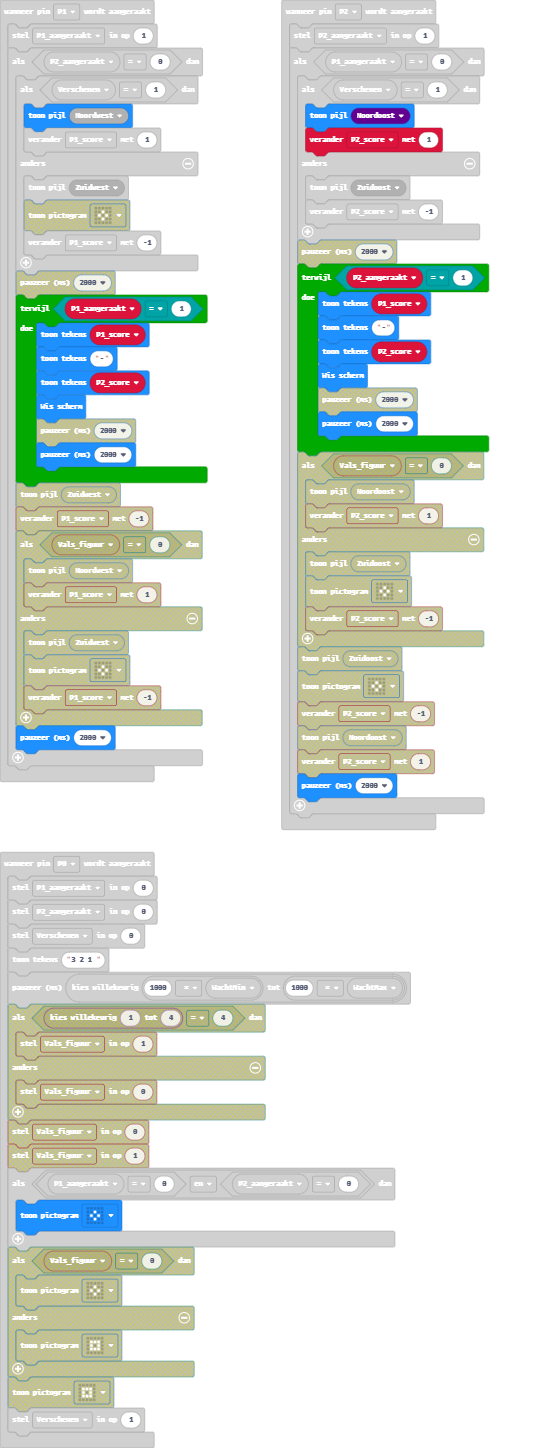 wanneer pin P1 wordt aangeraakt
stel P1_aangeraakt in op 1
als P2_aangeraakt = 0 dan
als Verschenen = 1 dan
toon pijl Noordwest
verander P1_score met 1
anders
toon pijl Zuidwest
toon pictogram
verander P1_score met -1
pauzeer (ms) 2000
terwijl P1_aangeraakt = 1
doe toon tekens P1_score
toon tekens "-"
toon tekens P2_score
Wis scherm
pauzeer (ms) 2000
pauzeer (ms) 2000
toon pijl Zuidwest
verander P1_score met -1
als Vals_figuur = 0 dan
toon pijl Noordwest
verander P1_score met 1
anders
toon pijl Zuidwest
toon pictogram
verander P1_score met -1
pauzeer (ms) 2000
wanneer pin P2 wordt aangeraakt
stel P2_aangeraakt in op 1
als P1_aangeraakt = 0 dan
als Verschenen = 1 dan
toon pijl Noordoost
verander P2_score met 1
anders
toon pijl Zuidoost
verander P2_score met -1
pauzeer (ms) 2000
terwijl P2_aangeraakt = 1
doe toon tekens P1_score
toon tekens "-"
toon tekens P2_score
Wis scherm
pauzeer (ms) 2000
pauzeer (ms) 2000
als Vals_figuur = 0 dan
toon pijl Noordoost
verander P2_score met 1
anders
toon pijl Zuidoost
toon pictogram
verander P2_score met -1
toon pijl Zuidoost
toon pictogram
verander P2_score met -1
toon pijl Noordoost
verander P2_score met 1
pauzeer (ms) 2000
wanneer pin P0 wordt aangeraakt
stel P1_aangeraakt in op 0
stel P2_aangeraakt in op 0
stel Verschenen in op 0
toon tekens "3 2 1 "
pauzeer (ms) kies willekeurig 1000 = WachtMin tot 1000 = WachtMax
als kies willekeurig 1 tot 4 = 4 dan
stel Vals_figuur in op 1
anders
stel Vals_figuur in op 0
stel Vals_figuur in op 0
stel Vals_figuur in op 1
als P1_aangeraakt = 0 en P2_aangeraakt = 0 dan
toon pictogram
als Vals_figuur = 0 dan
toon pictogram
anders
toon pictogram
toon pictogram
stel Verschenen in op 1